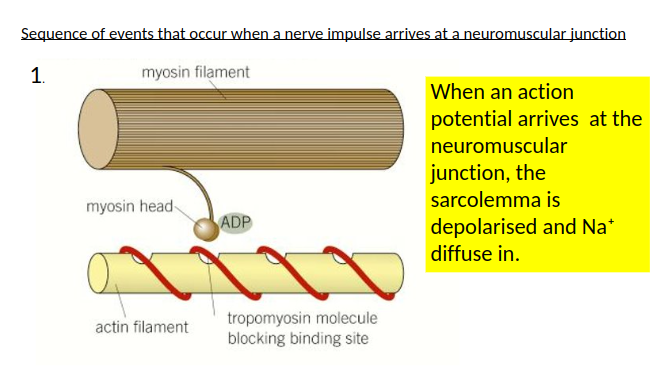 Sequence of events that occur when a nerve impulse arrives at a neuromuscular junction
1.
myosin filament
When an action
potential arrives  at the
neuromuscular
junction, the
sarcolemma is
depolarised and Na⁺
diffuse in.
myosin head
ADP
actin filament
tropomyosin molecule
blocking binding site